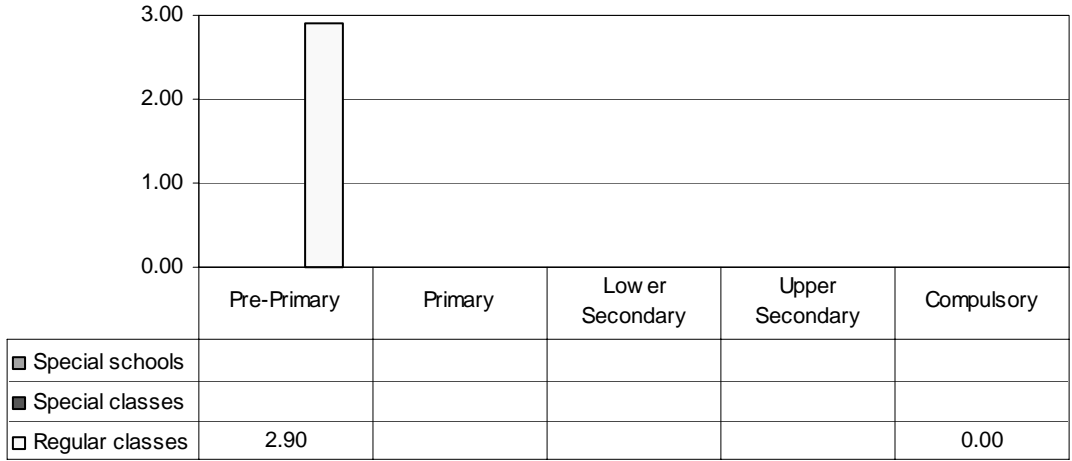 3.00
2.00
1.00
0.00
Pre-Primary
Primary
Lower
Secondary
Upper
Secondary
Compulsory
Special schools
Special classes
Regular classes 2.90 0.00